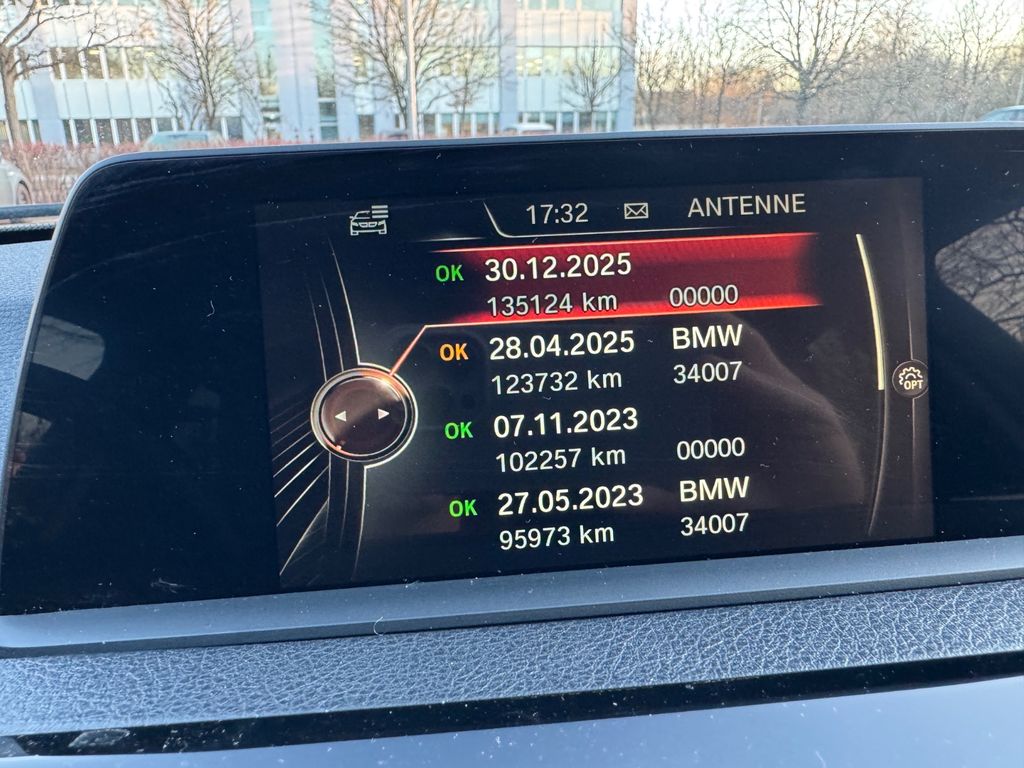 17:32 ANTENNE
OK 30.12.2025
135124 km 00000
OK 28.04.2025 BMW
123732 km 34007
OK 07.11.2023
102257 km 00000
OK 27.05.2023 BMW
95973 km 34007
OPT